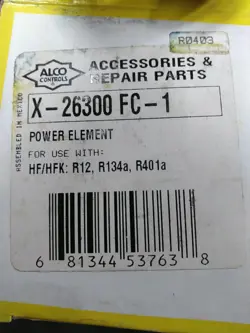 ALCO
CONTROLS
ACCESSORIES &
REPAIR PARTS
R0403
X-26300 FC-1
ASSEMBLED IN MEXICO
POWER ELEMENT
FOR USE WITH:
HF/HFK: R12, R134a, R401a
6 81344 53763 8